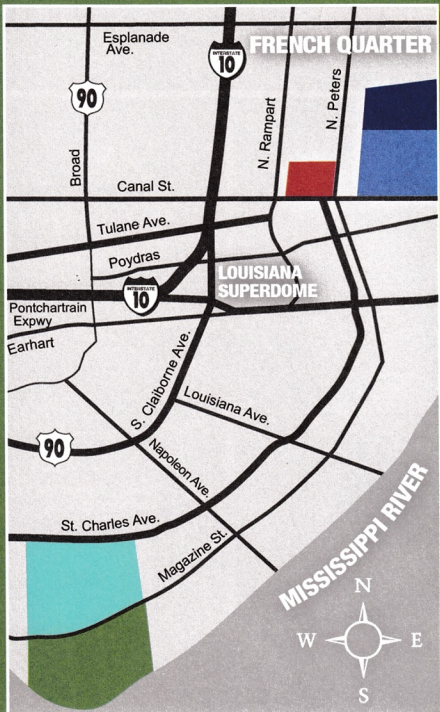 Esplanade
Ave.
INTERSTATE
10
FRENCH QUARTER
90
Broad
N. Rampart
N. Peters
Canal St.
Tulane Ave.
Poydras
LOUISIANA
SUPERDOME
INTERSTATE
10
Pontchartrain
Expwy
Earhart
S. Claiborne Ave.
Louisiana Ave.
90
Napoleon Ave.
St. Charles Ave.
Magazine St.
MISSISSIPPI RIVER
N
W
E
S